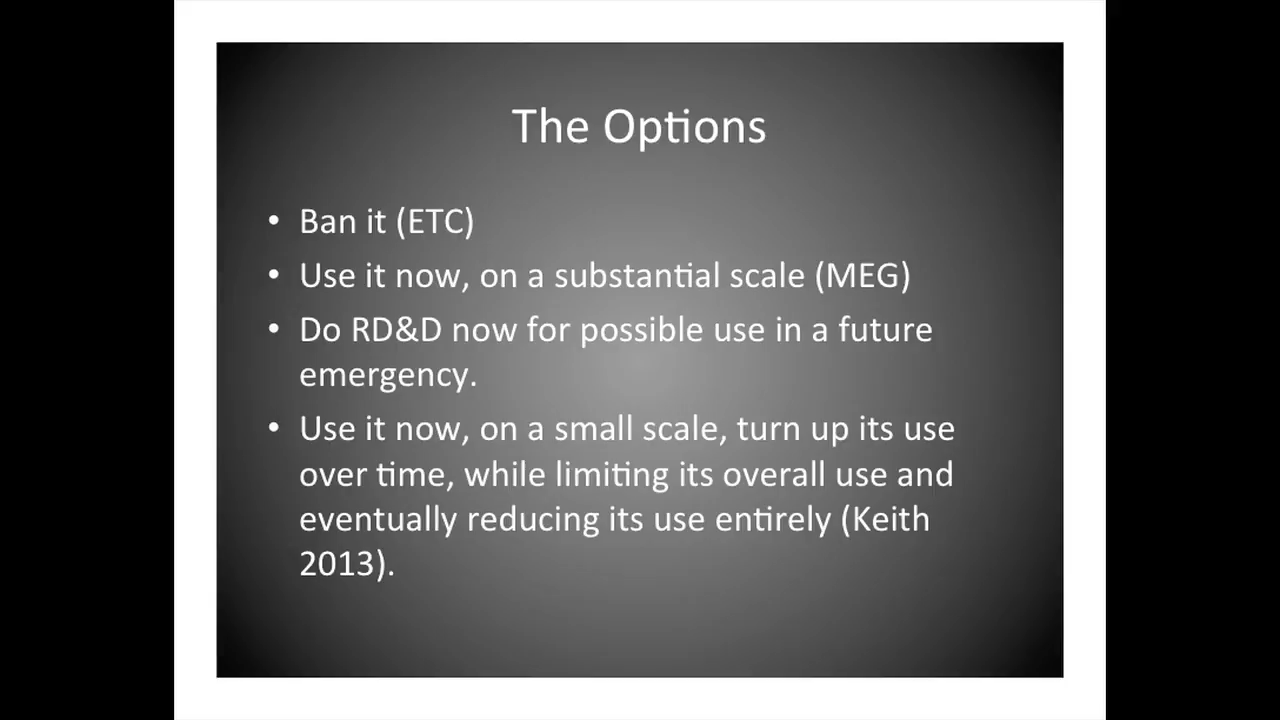 The Options
• Ban it (ETC)
• Use it now, on a substantial scale (MEG)
• Do RD&D now for possible use in a future
emergency.
• Use it now, on a small scale, turn up its use
over time, while limiting its overall use and
eventually reducing its use entirely (Keith
2013).